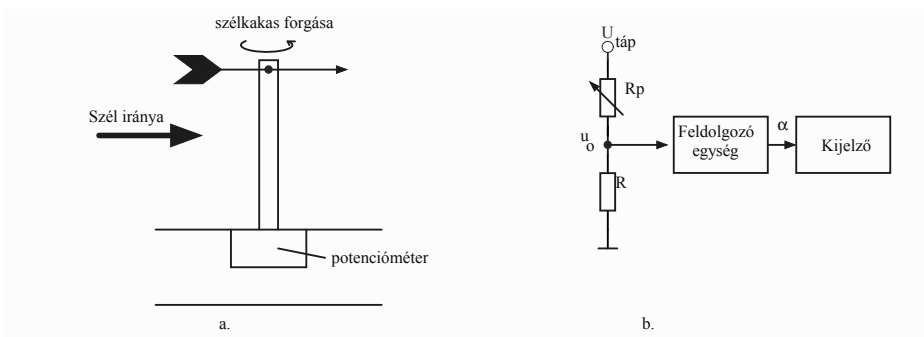 szélkakas forgása
Szél iránya
potencióméter
a.
U táp
Rp
u o
R
Feldolgozó
egység
α
Kijelző
b.